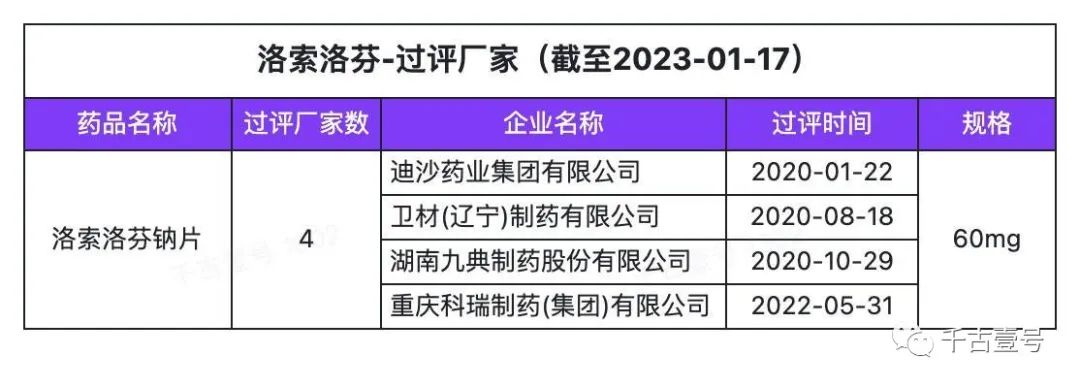 洛索洛芬-过评厂家（截至2023-01-17）
药品名称 过评厂家数 企业名称 过评时间 规格
洛索洛芬钠片 4 60mg
迪沙药业集团有限公司 2020-01-22
卫材(辽宁)制药有限公司 2020-08-18
湖南九典制药股份有限公司 2020-10-29
重庆科瑞制药(集团)有限公司 2022-05-31
千古壹号
千古壹号